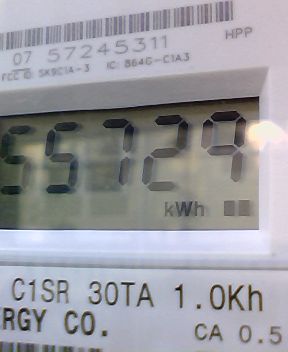 07 57245311 HPP
FCC ID: SK9C1A-3 IC: 864G-C1A3
55729
kWh
C1SR 30TA 1.0Kh
RGY CO. CA 0.5